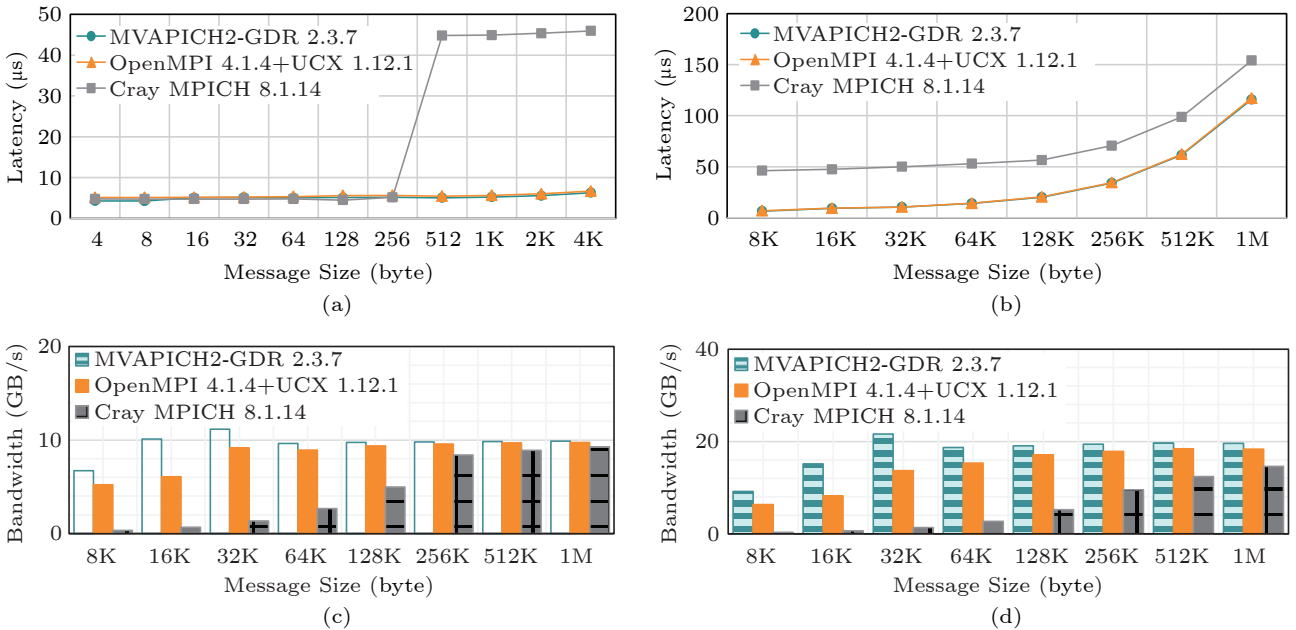 50
40
30
20
10
0
Latency (μs)
MVAPICH2-GDR 2.3.7
OpenMPI 4.1.4+UCX 1.12.1
Cray MPICH 8.1.14
4 8 16 32 64 128 256 512 1K 2K 4K
Message Size (byte)
(a)
200
150
100
50
0
Latency (μs)
MVAPICH2-GDR 2.3.7
OpenMPI 4.1.4+UCX 1.12.1
Cray MPICH 8.1.14
8K 16K 32K 64K 128K 256K 512K 1M
Message Size (byte)
(b)
20
10
0
Bandwidth (GB/s)
MVAPICH2-GDR 2.3.7
OpenMPI 4.1.4+UCX 1.12.1
Cray MPICH 8.1.14
8K 16K 32K 64K 128K 256K 512K 1M
Message Size (byte)
(c)
40
20
0
Bandwidth (GB/s)
MVAPICH2-GDR 2.3.7
OpenMPI 4.1.4+UCX 1.12.1
Cray MPICH 8.1.14
8K 16K 32K 64K 128K 256K 512K 1M
Message Size (byte)
(d)